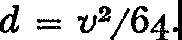 d = v²/64.